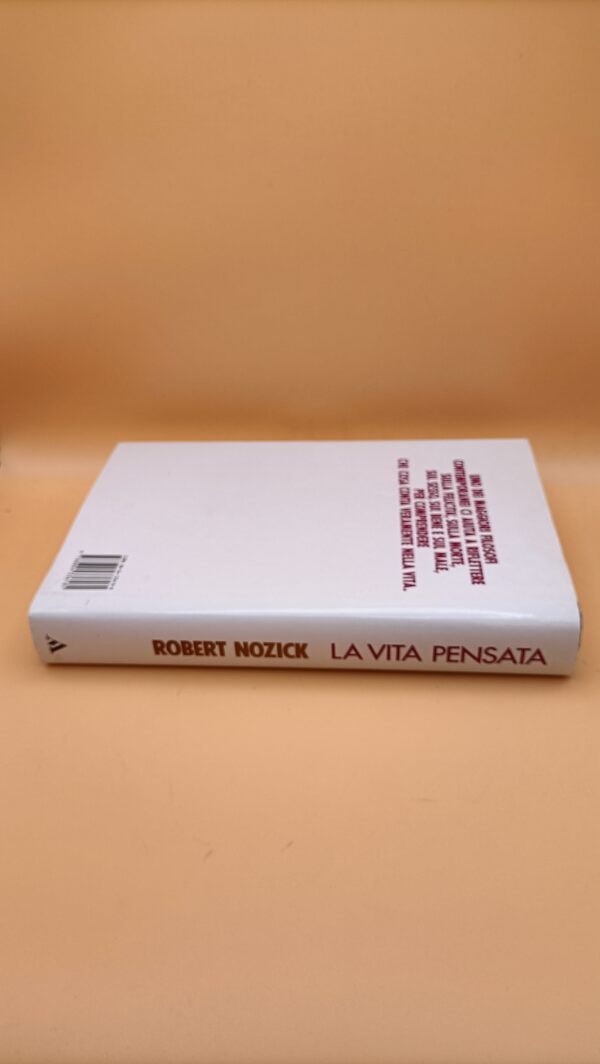 ROBERT NOZICK LA VITA PENSATA
UNO DEI MAGGIORI FILOSOFI
CONTEMPORANEI CI AIUTA A RIFLETTERE
SULLA FELICITÀ, SULLA MORTE,
SUL SESSO, SUL BENE E SUL MALE,
PER COMPRENDERE
CHE COSA CONTA VERAMENTE NELLA VITA.